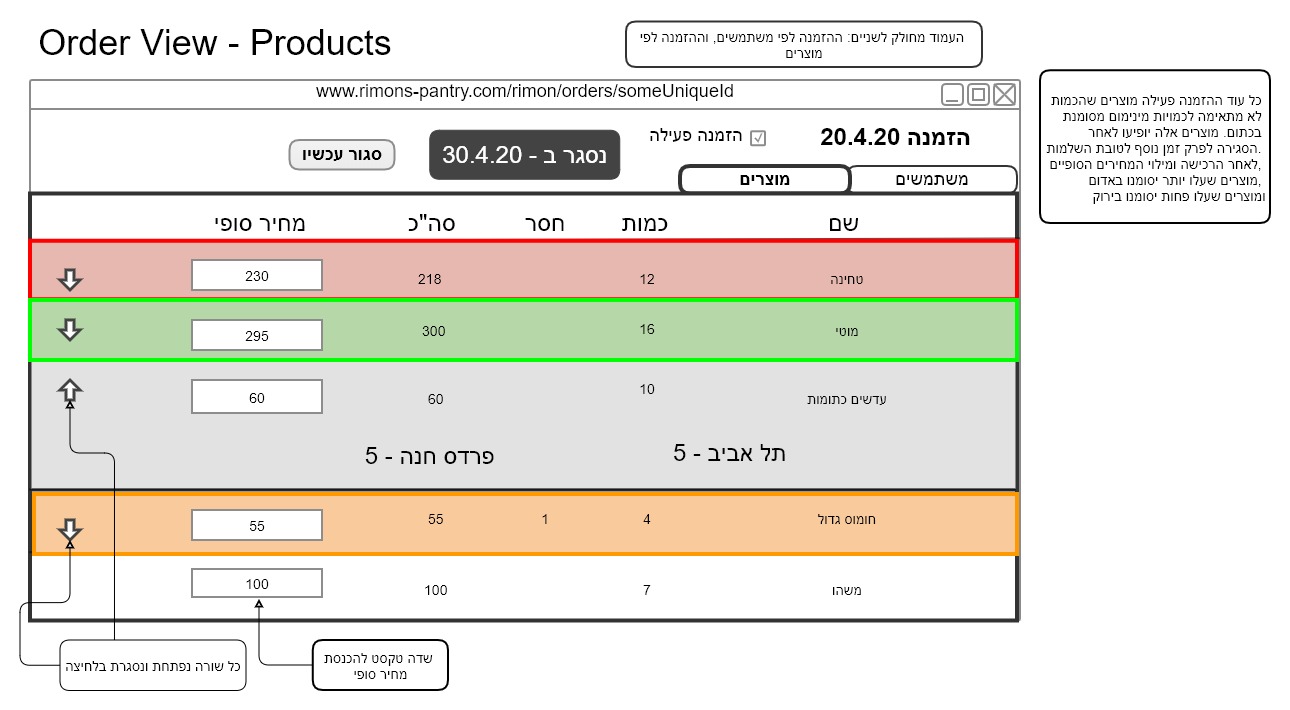 Order View - Products
העמוד מחולק לשניים: ההזמנה לפי משתמשים, וההזמנה לפי
מוצרים
www.rimons-pantry.com/rimon/orders/someUniqueId
כל עוד ההזמנה פעילה מוצרים שהכמות
לא מתאימה לכמויות מינימום מסומנת
בכתום. מוצרים אלה יופיעו לאחר
הסגירה לפרק זמן נוסף לטובת השלמות.
לאחר הרכישה ומילוי המחירים הסופיים,
מוצרים שעלו יותר יסומנו באדום,
ומוצרים שעלו פחות יסומנו בירוק
הזמנה 20.4.20
הזמנה פעילה
נסגר ב - 30.4.20
סגור עכשיו
משתמשים
מוצרים
שם כמות חסר סה"כ מחיר סופי
טחינה 12 218 230
מוטי 16 300 295
עדשים כתומות 10 60 60
תל אביב - 5 פרדס חנה - 5
חומוס גדול 4 1 55 55
משהו 7 100 100
שדה טקסט להכנסת
מחיר סופי
כל שורה נפתחת ונסגרת בלחיצה